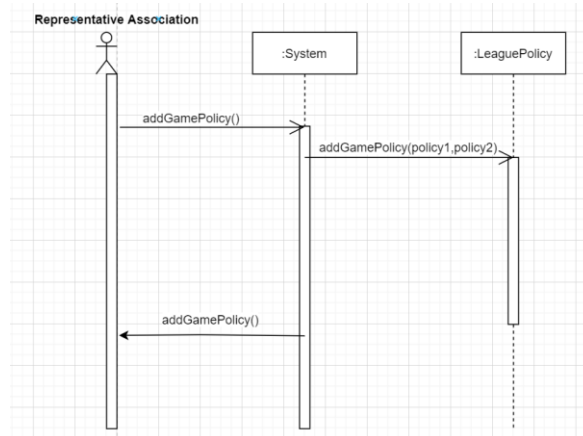 Representative Association
:System
:LeaguePolicy
addGamePolicy()
addGamePolicy(policy1,policy2)
addGamePolicy()